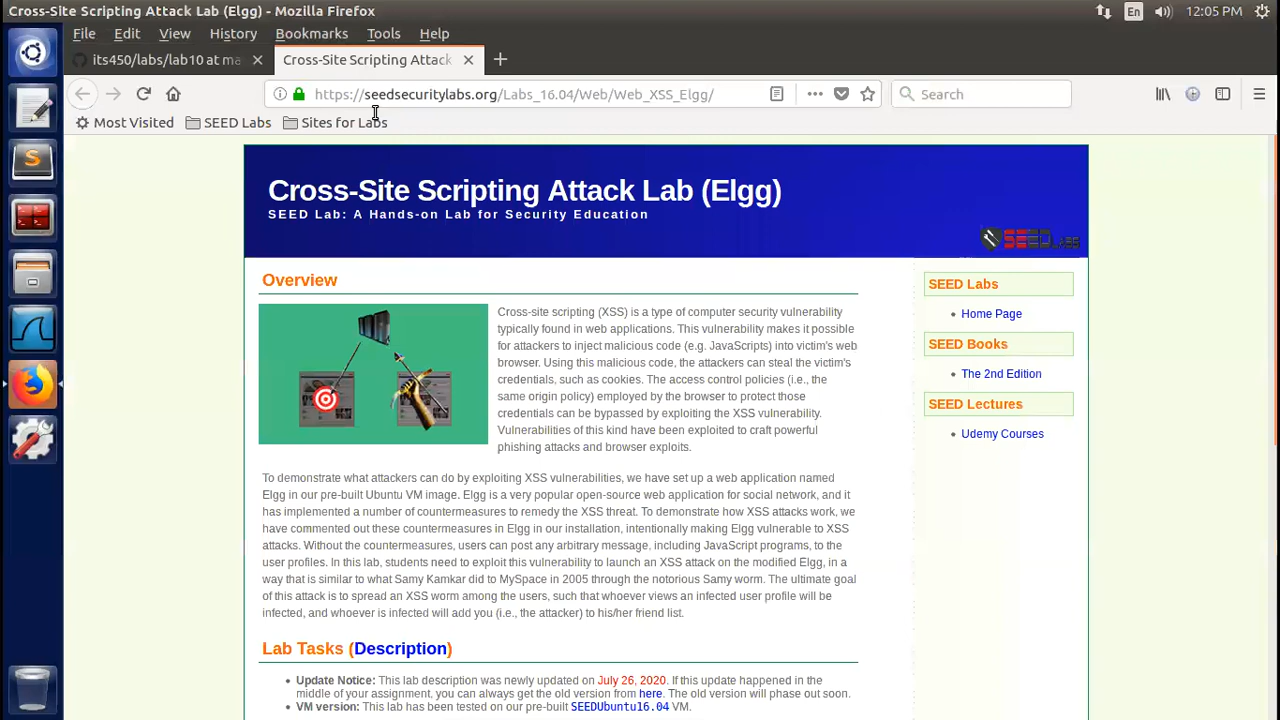 Cross-Site Scripting Attack Lab (Elgg) - Mozilla Firefox
En
12:05 PM
File Edit View History Bookmarks Tools Help
its450/labs/lab10 at ma
Cross-Site Scripting Attack
https://seedsecuritylabs.org/Labs_16.04/Web/Web_XSS_Elgg/
Search
Most Visited
SEED Labs
Sites for Labs
Cross-Site Scripting Attack Lab (Elgg)
SEED Lab: A Hands-on Lab for Security Education
SEEDLABS
Overview
Cross-site scripting (XSS) is a type of computer security vulnerability
typically found in web applications. This vulnerability makes it possible
for attackers to inject malicious code (e.g. JavaScripts) into victim's web
browser. Using this malicious code, the attackers can steal the victim's
credentials, such as cookies. The access control policies (i.e., the
same origin policy) employed by the browser to protect those
credentials can be bypassed by exploiting the XSS vulnerability.
Vulnerabilities of this kind have been exploited to craft powerful
phishing attacks and browser exploits.
To demonstrate what attackers can do by exploiting XSS vulnerabilities, we have set up a web application named
Elgg in our pre-built Ubuntu VM image. Elgg is a very popular open-source web application for social network, and it
has implemented a number of countermeasures to remedy the XSS threat. To demonstrate how XSS attacks work, we
have commented out these countermeasures in Elgg in our installation, intentionally making Elgg vulnerable to XSS
attacks. Without the countermeasures, users can post any arbitrary message, including JavaScript programs, to the
user profiles. In this lab, students need to exploit this vulnerability to launch an XSS attack on the modified Elgg, in a
way that is similar to what Samy Kamkar did to MySpace in 2005 through the notorious Samy worm. The ultimate goal
of this attack is to spread an XSS worm among the users, such that whoever views an infected user profile will be
infected, and whoever is infected will add you (i.e., the attacker) to his/her friend list.
Lab Tasks (Description)
Update Notice: This lab description was newly updated on July 26, 2020. If this update happened in the
middle of your assignment, you can always get the old version from here. The old version will phase out soon.
VM version: This lab has been tested on our pre-built SEEDUbuntu16.04 VM.
SEED Labs
Home Page
SEED Books
The 2nd Edition
SEED Lectures
Udemy Courses